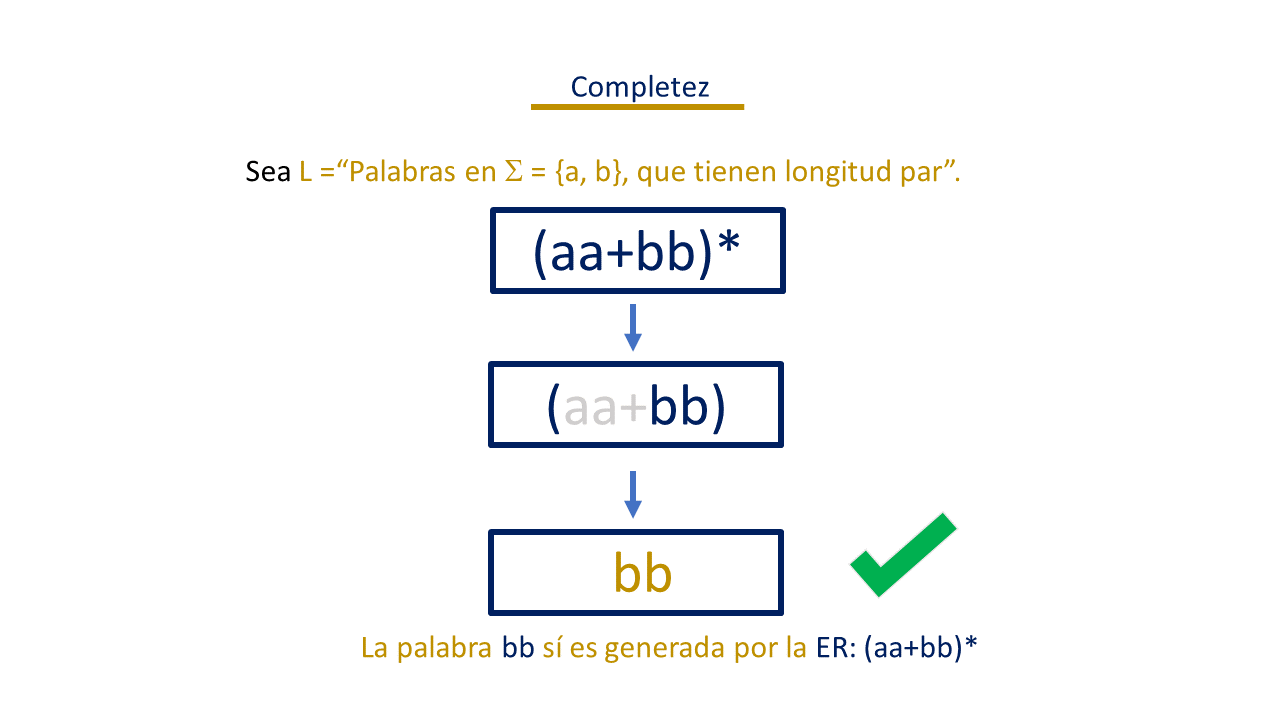 Completez
Sea L =“Palabras en Σ = {a, b}, que tienen longitud par”.
(aa+bb)*
(aa+bb)
bb
La palabra bb sí es generada por la ER: (aa+bb)*